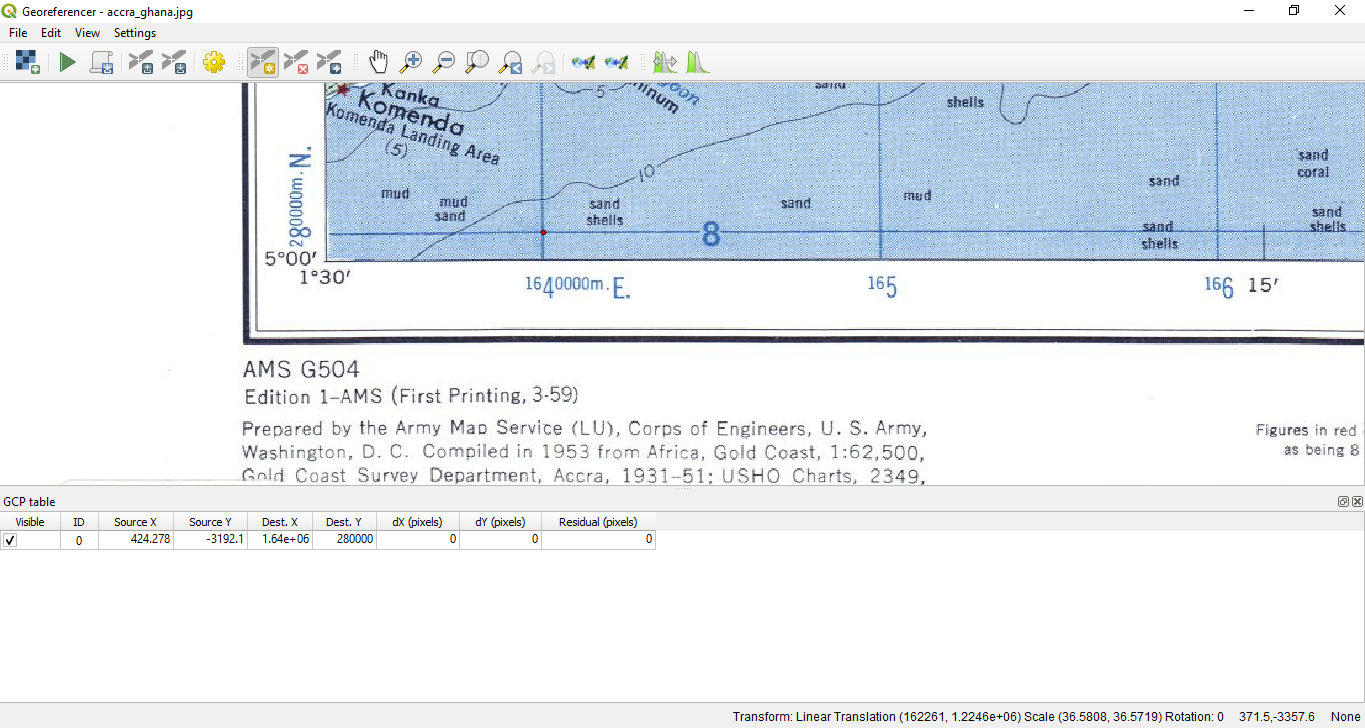 Georeferencer - accra_ghana.jpg
File Edit View Settings
Kanka
Komenda
Komenda Landing Area
(5)
5
10
sand
shells
mud
mud
sand
sand
shells
sand
mud
sand
sand
shells
sand
coral
sand
shells
8
280000m. N.
5°00'
1°30'
1640000m. E.
165
166
15'
AMS G504
Edition 1-AMS (First Printing, 3-59)
Prepared by the Army Map Service (LU), Corps of Engineers, U. S. Army,
Washington, D. C. Compiled in 1953 from Africa, Gold Coast, 1:62,500,
Gold Coast Survey Department, Accra, 1931-51; USHO Charts, 2349,
Figures in red
as being 8
GCP table
Visible ID Source X Source Y Dest. X Dest. Y dX (pixels) dY (pixels) Residual (pixels)
0 424.278 -3192.1 1.64e+06 280000 0 0 0
Transform: Linear Translation (162261, 1.2246e+06) Scale (36.5808, 36.5719) Rotation: 0 371.5,-3357.6 None